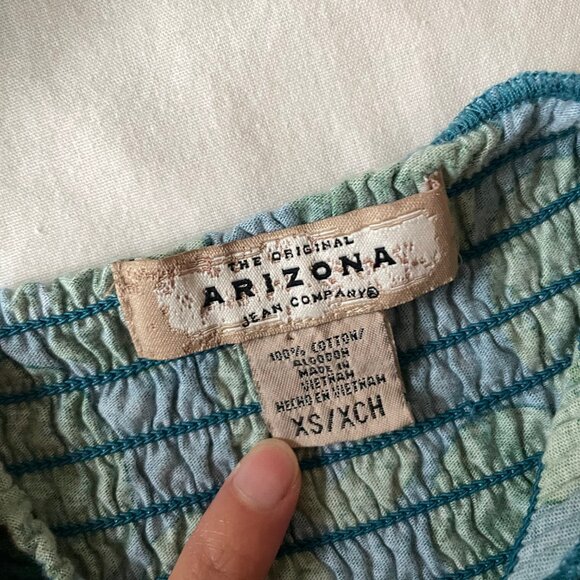 THE ORIGINAL
ARIZONA
JEAN COMPANY®
100% COTTON/
ALGODON
MADE IN
VIETNAM
HECHO EN VIETNAM
XS/XCH